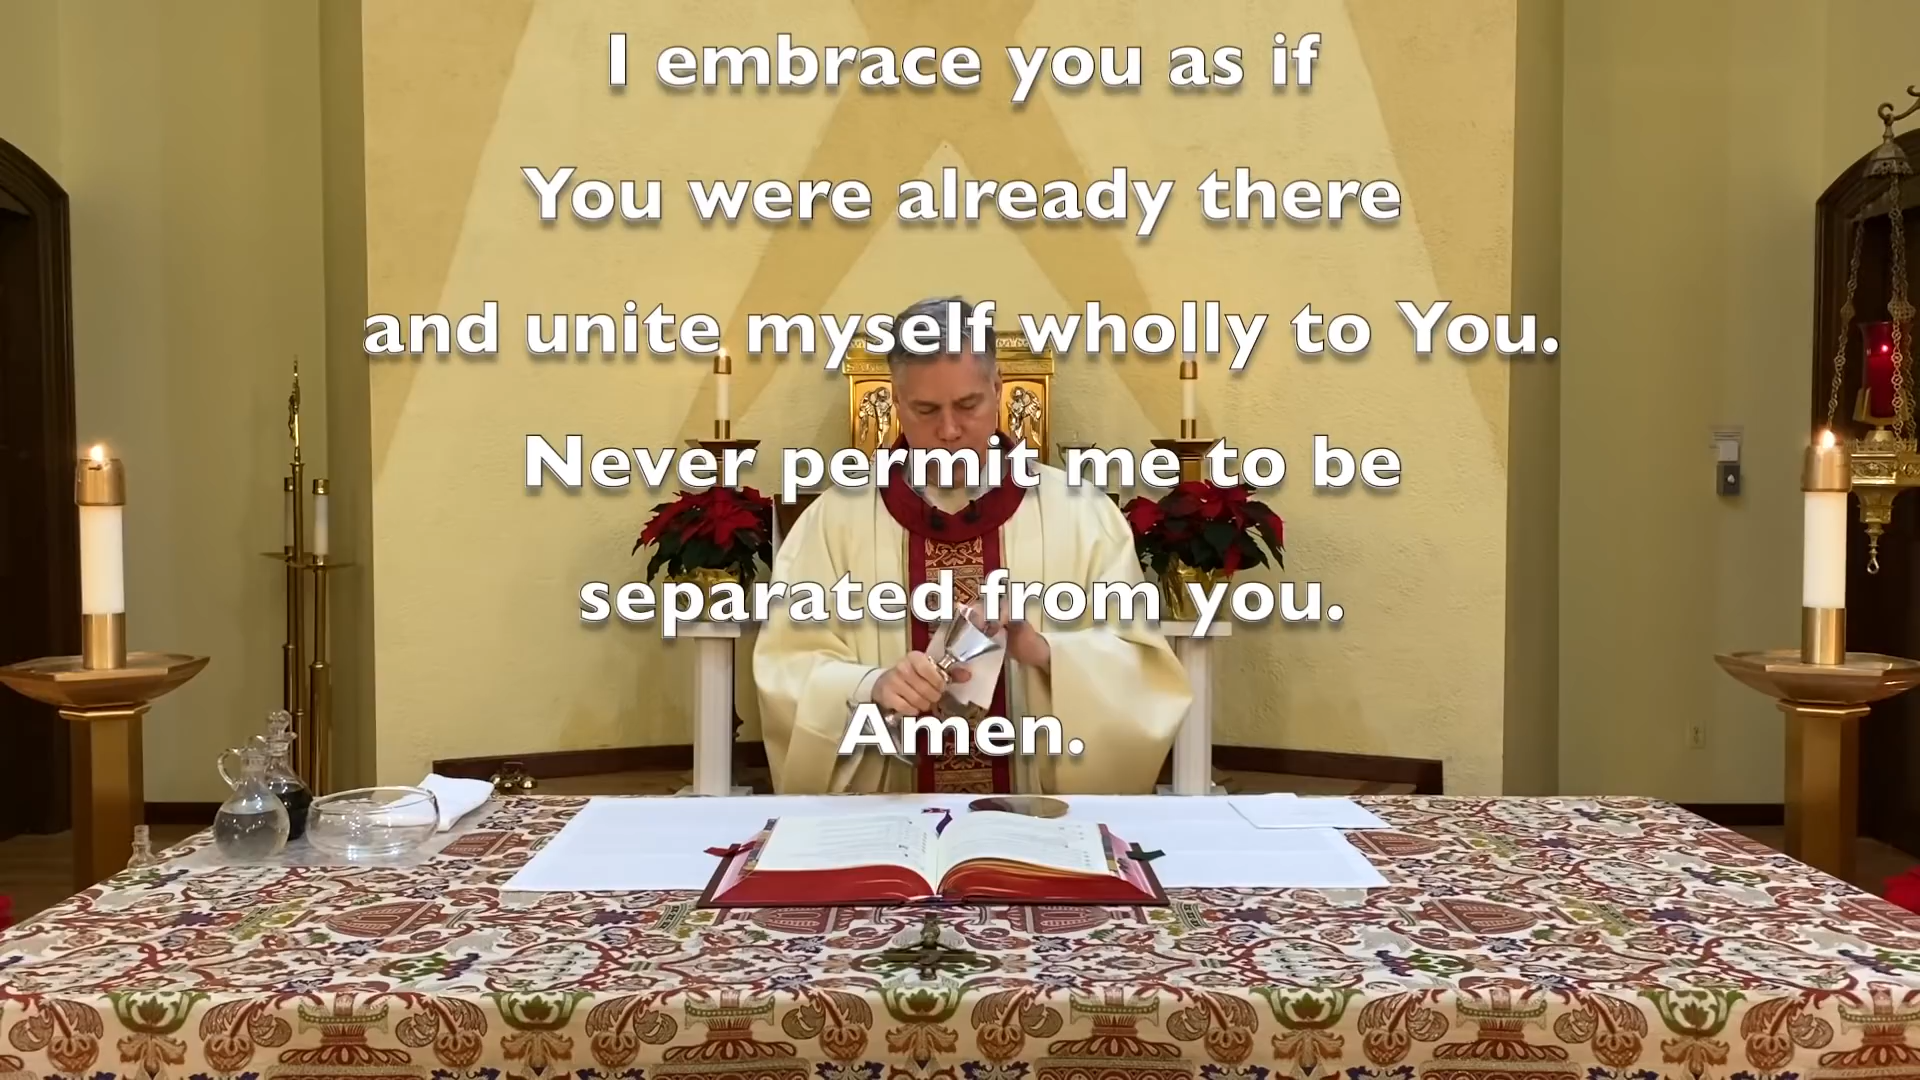 I embrace you as if
You were already there
and unite myself wholly to You.
Never permit me to be
separated from you.
Amen.